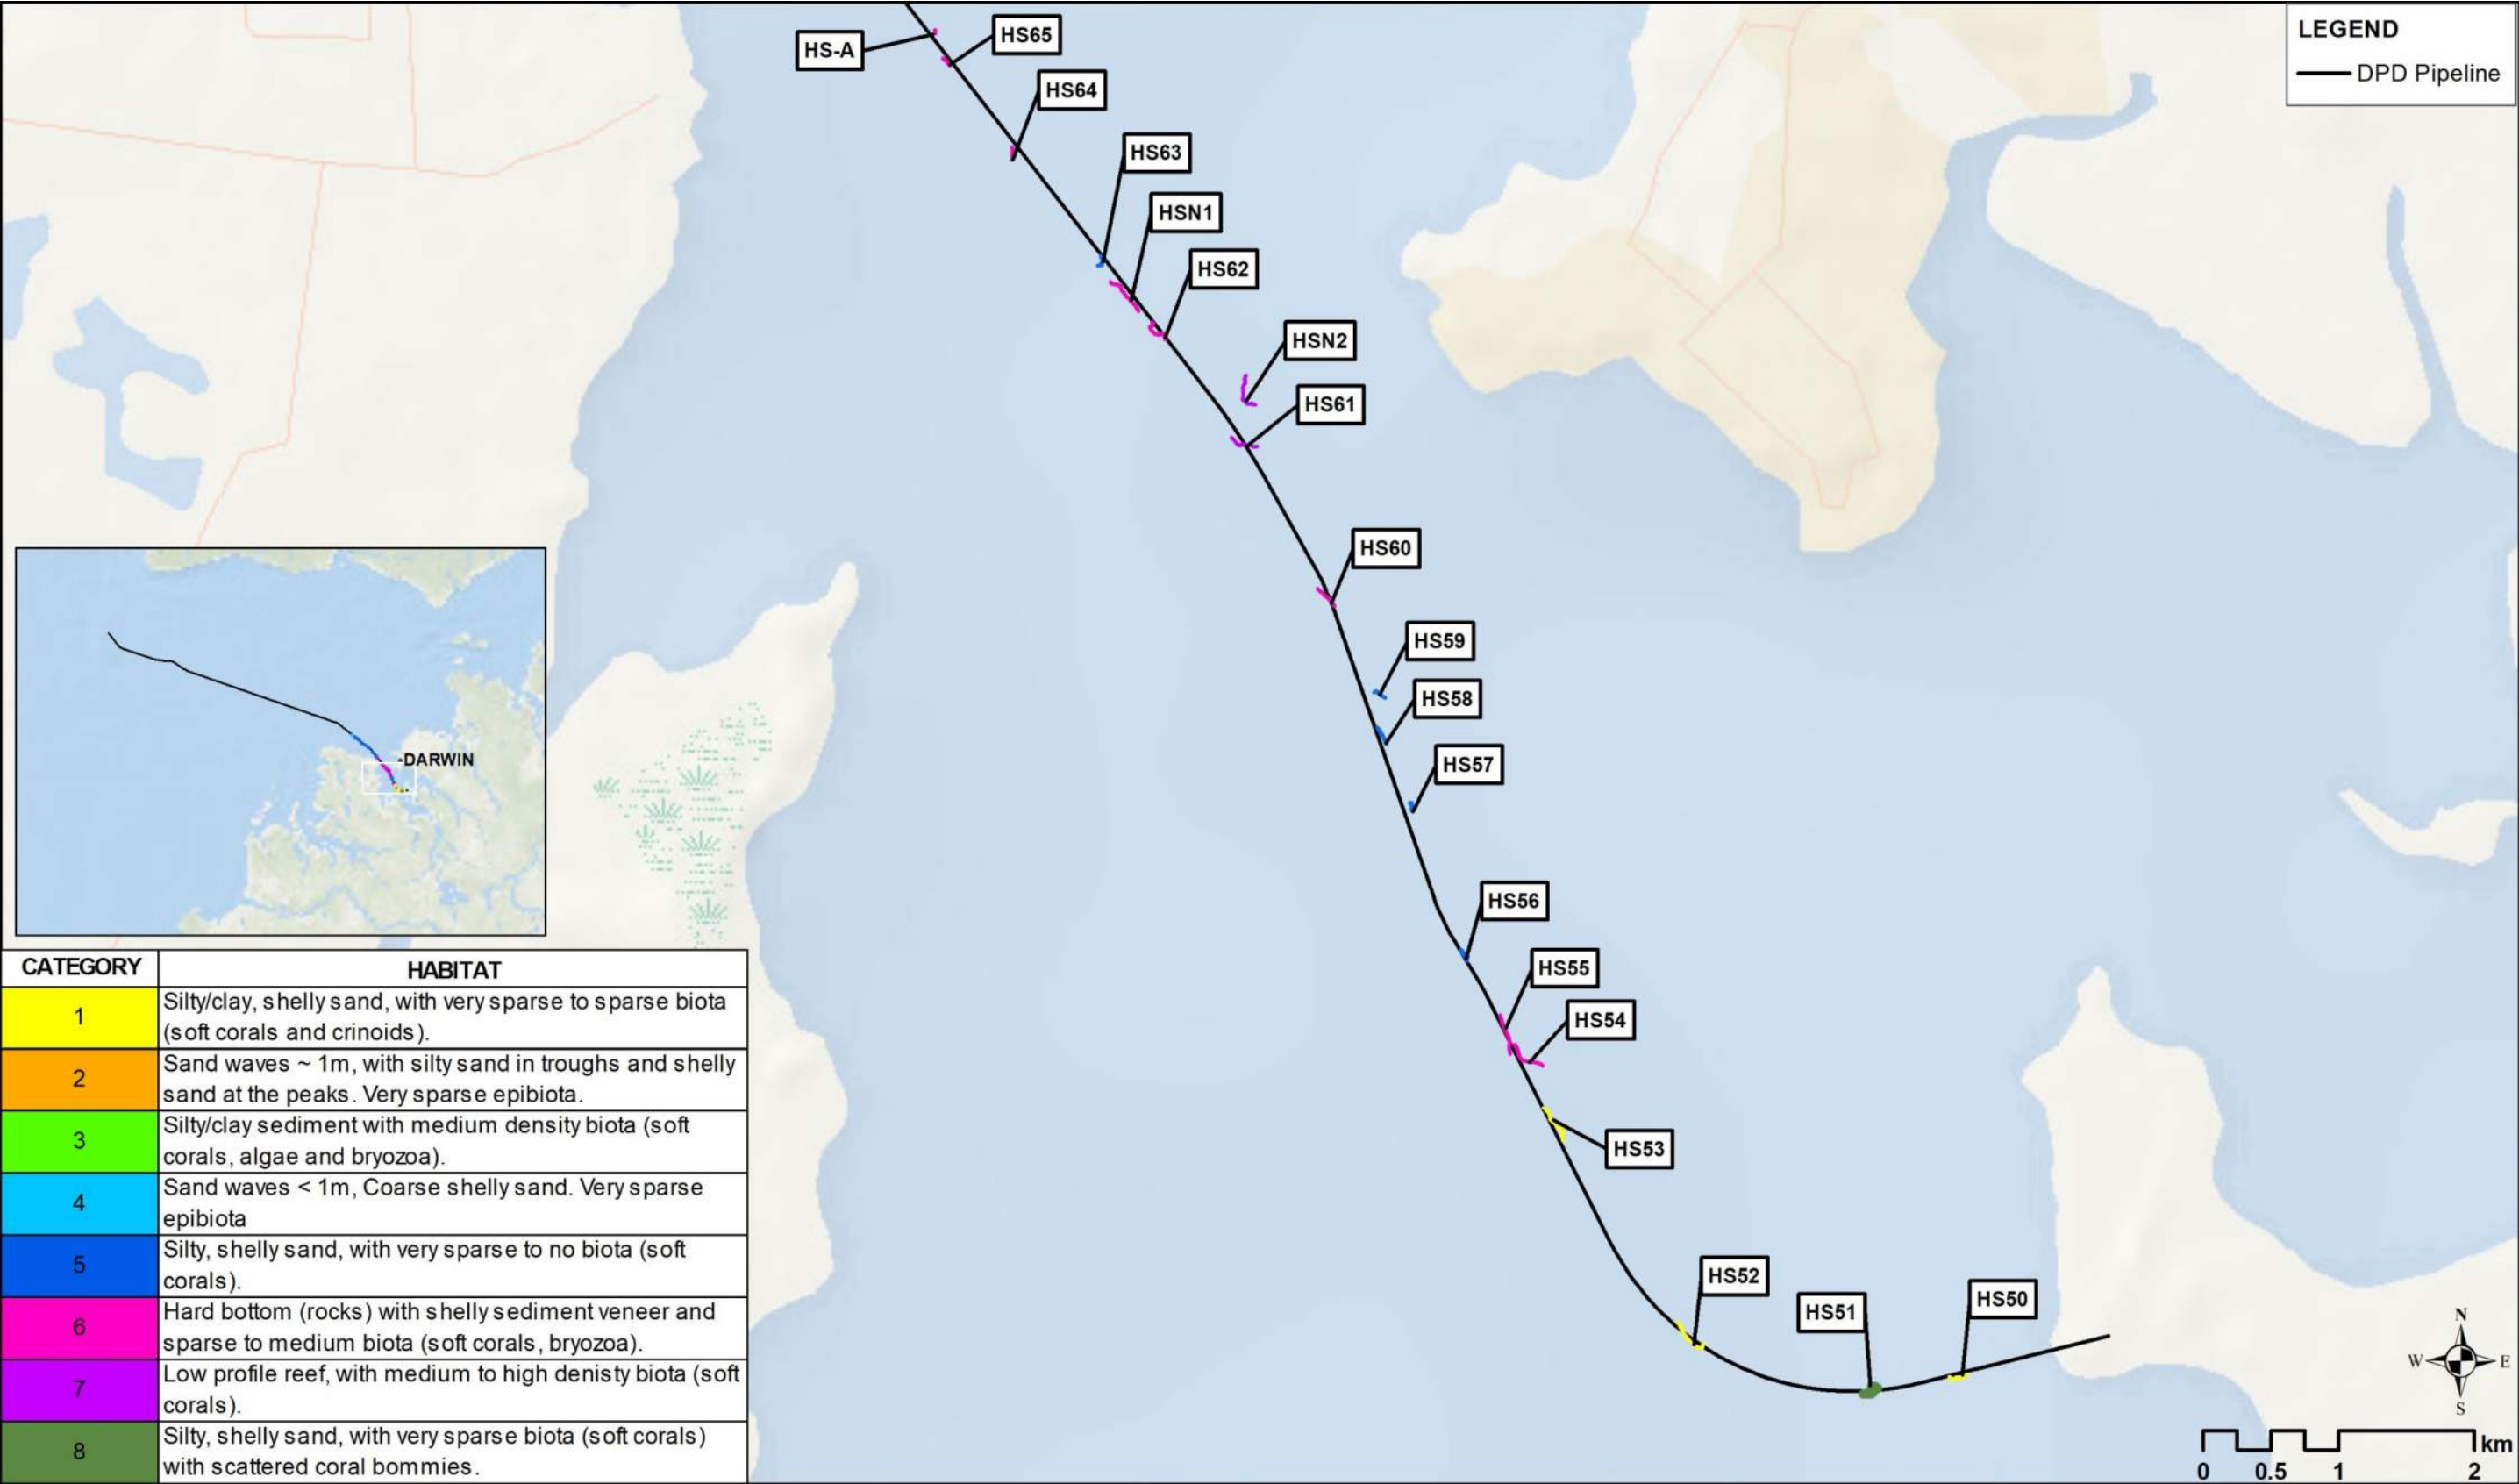 HS-A
HS65
HS64
HS63
HSN1
HS62
HSN2
HS61
HS60
HS59
HS58
HS57
HS56
HS55
HS54
HS53
HS52
HS51
HS50
LEGEND
DPD Pipeline
DARWIN
CATEGORY HABITAT
1 Silty/clay, shelly sand, with very sparse to sparse biota
(soft corals and crinoids).
2 Sand waves ~ 1m, with silty sand in troughs and shelly
sand at the peaks. Very sparse epibiota.
3 Silty/clay sediment with medium density biota (soft
corals, algae and bryozoa).
4 Sand waves < 1m, Coarse shelly sand. Very sparse
epibiota
5 Silty, shelly sand, with very sparse to no biota (soft
corals).
6 Hard bottom (rocks) with shelly sediment veneer and
sparse to medium biota (soft corals, bryozoa).
7 Low profile reef, with medium to high denisty biota (soft
corals).
8 Silty, shelly sand, with very sparse biota (soft corals)
with scattered coral bommies.
N
W E
S
km
0 0.5 1 2